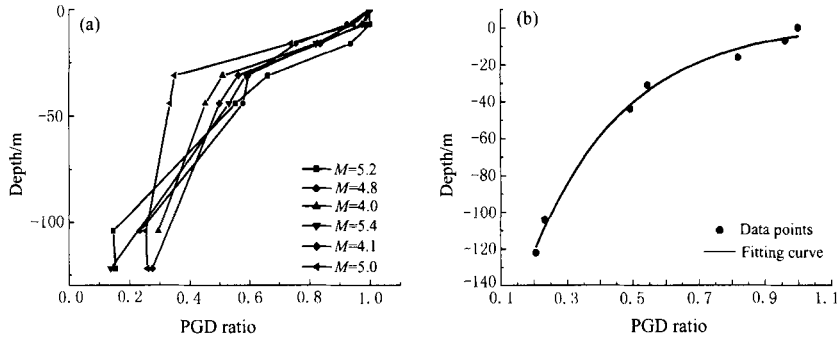 (a)
0
−50
−100
Depth/m
0.0 0.2 0.4 0.6 0.8 1.0
PGD ratio
M=5.2
M=4.8
M=4.0
M=5.4
M=4.1
M=5.0
(b)
0
−20
−40
−60
−80
−100
−120
−140
Depth/m
0.1 0.3 0.5 0.7 0.9 1.1
PGD ratio
Data points
Fitting curve